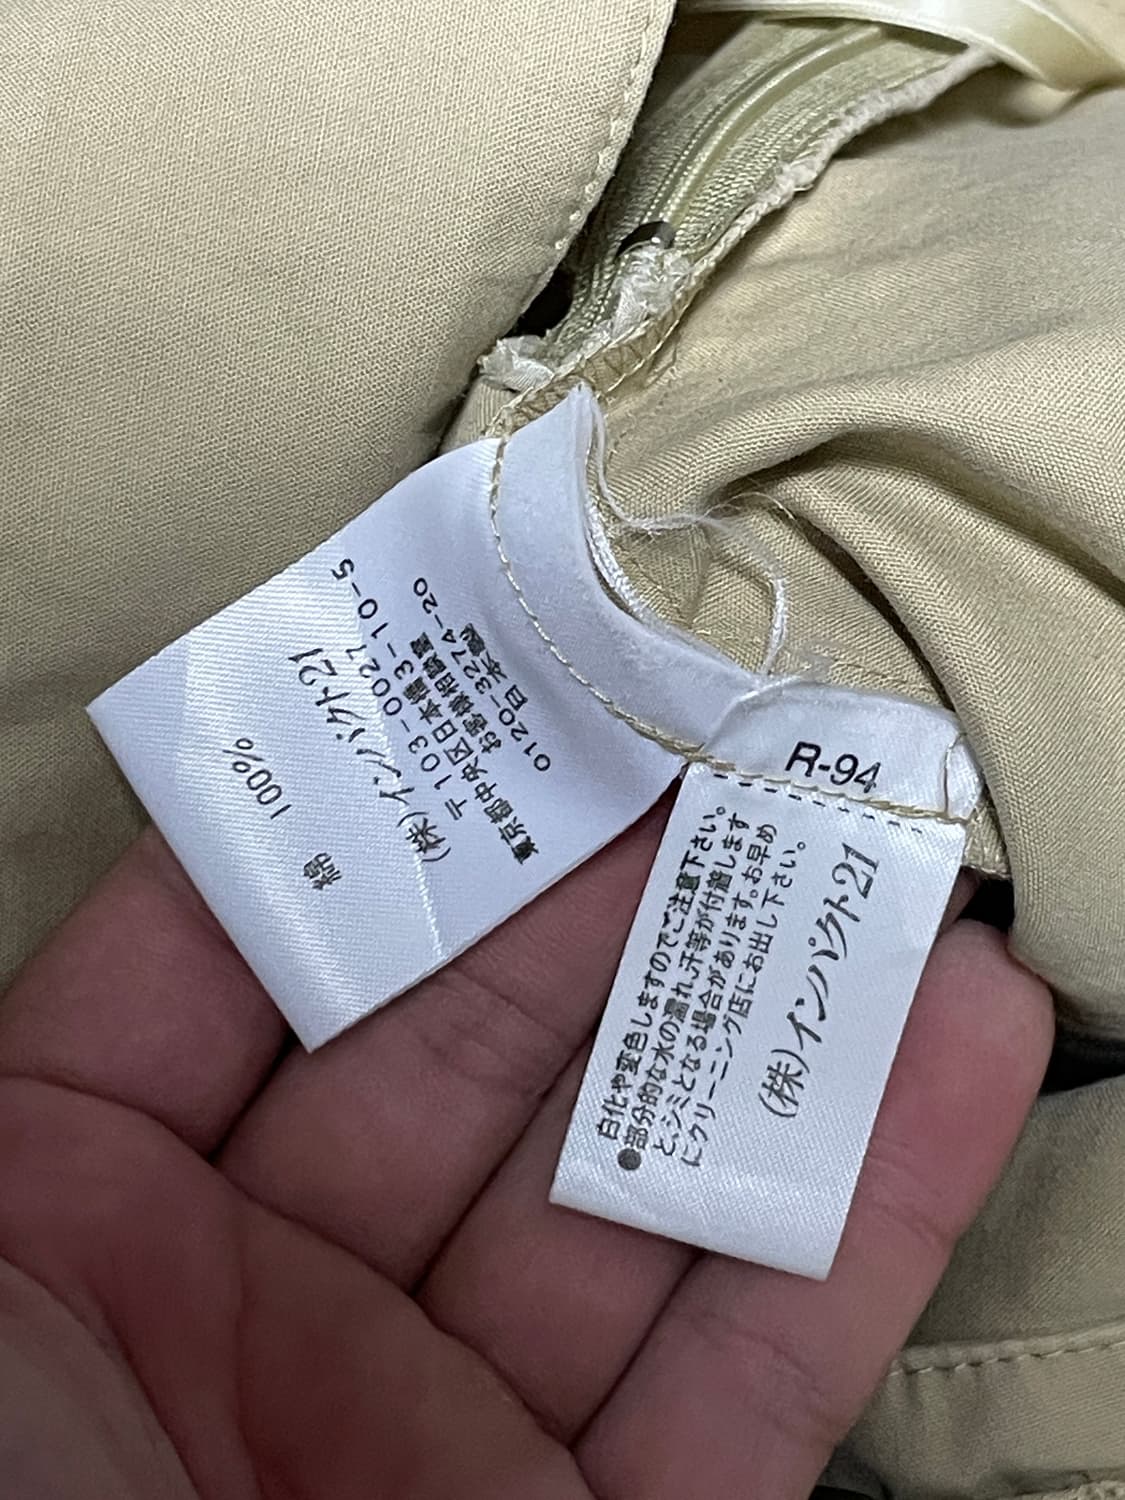 綿 100%
(株)インパクト21
〒103-0027
東京都中央区日本橋3-10-5
お客様相談室
0120-3274-20
日本製
R-94
白化や変色しますのでご注意下さい。
●部分的な水の濡れ、汗等が付着します
と、シミとなる場合があります。お早め
にクリーニング店にお出し下さい。
(株)インパクト21